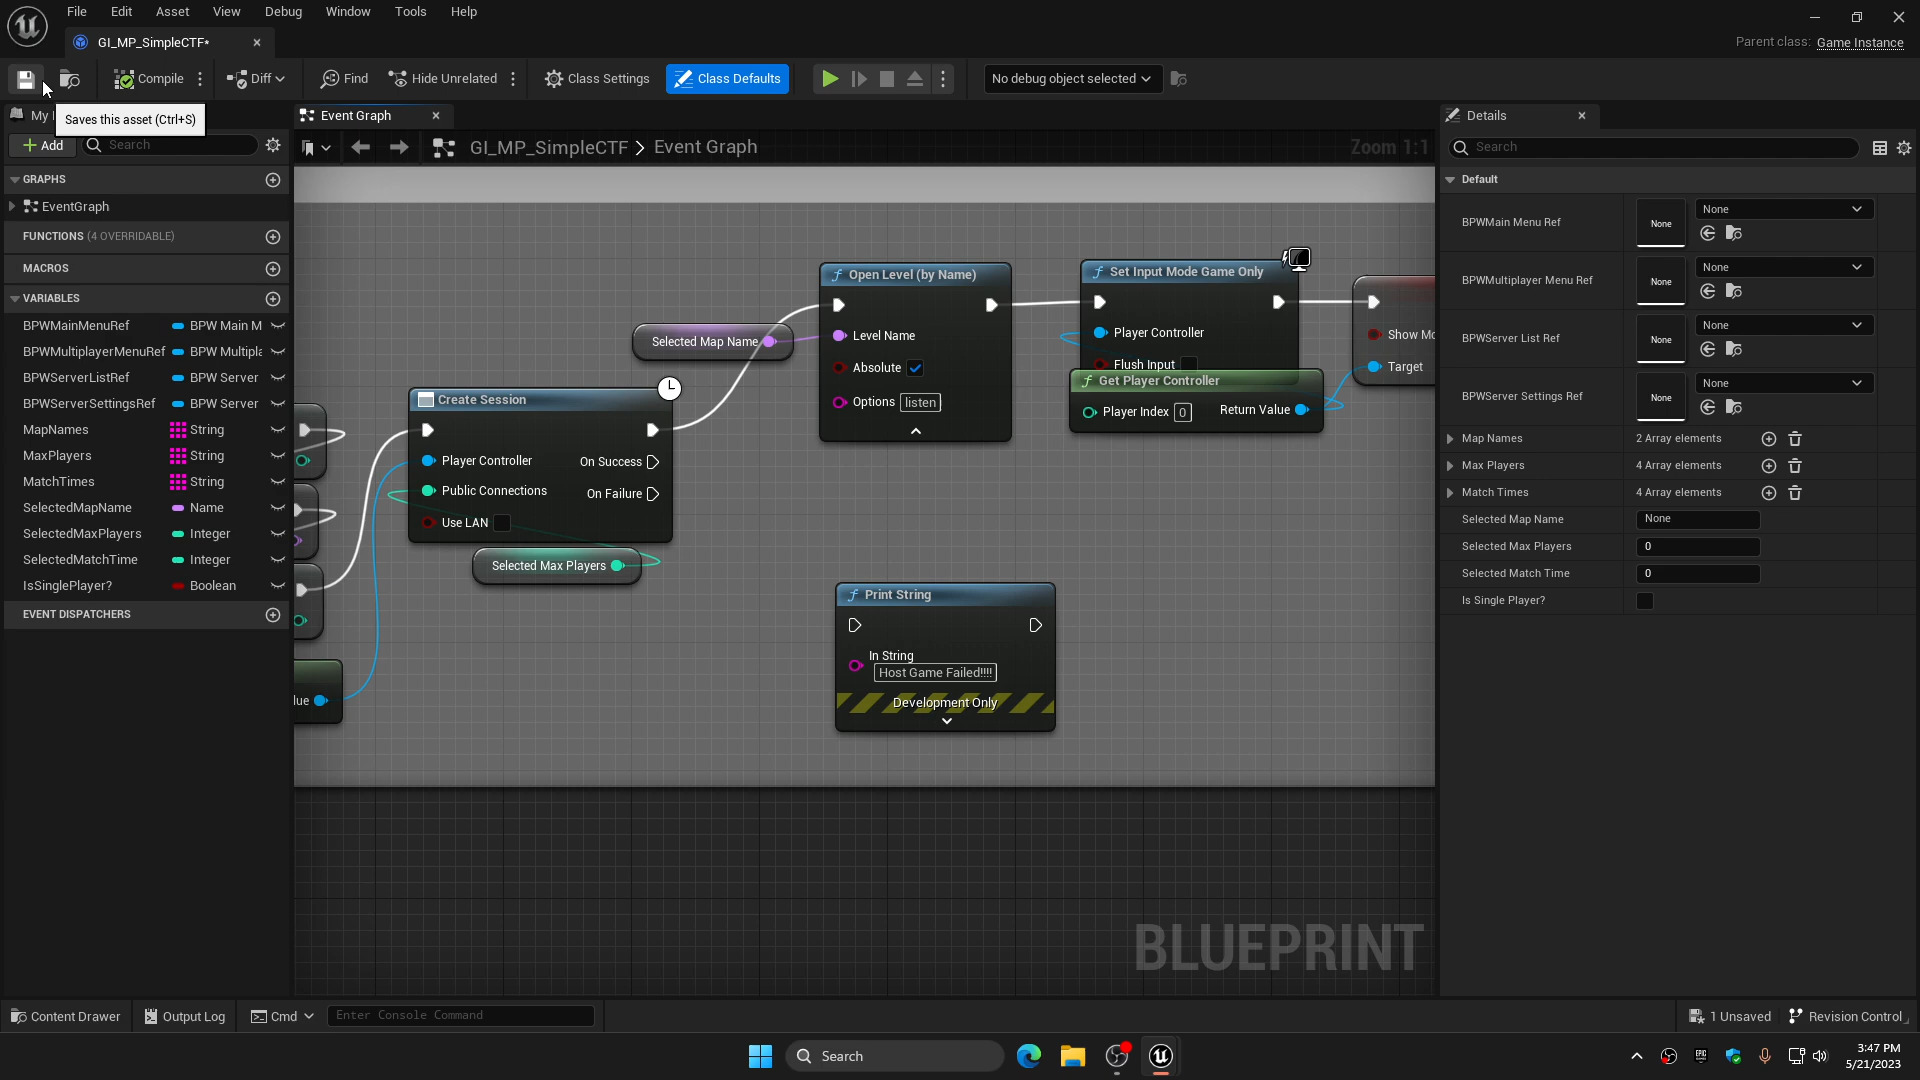 File Edit Asset View Debug Window Tools Help
GI_MP_SimpleCTF*
Parent class: Game Instance
Compile Diff Find Hide Unrelated Class Settings Class Defaults No debug object selected
Saves this asset (Ctrl+S)
My
Add Search
GRAPHS
EventGraph
FUNCTIONS (4 OVERRIDABLE)
MACROS
VARIABLES
BPWMainMenuRef BPW Main M
BPWMultiplayerMenuRef BPW Multipla
BPWServerListRef BPW Server
BPWServerSettingsRef BPW Server
MapNames String
MaxPlayers String
MatchTimes String
SelectedMapName Name
SelectedMaxPlayers Integer
SelectedMatchTime Integer
IsSinglePlayer? Boolean
EVENT DISPATCHERS
Event Graph
GI_MP_SimpleCTF > Event Graph
Zoom 1:1
Open Level (by Name)
Level Name
Absolute
Options listen
Selected Map Name
Set Input Mode Game Only
Player Controller
Flush Input
Get Player Controller
Player Index 0 Return Value
Show Mo
Target
Create Session
Player Controller On Success
Public Connections On Failure
Use LAN
Selected Max Players
lue
Print String
In String
Host Game Failed!!!!
Development Only
BLUEPRINT
Details
Search
Default
BPWMain Menu Ref None None
BPWMultiplayer Menu Ref None None
BPWServer List Ref None None
BPWServer Settings Ref None None
Map Names 2 Array elements
Max Players 4 Array elements
Match Times 4 Array elements
Selected Map Name None
Selected Max Players 0
Selected Match Time 0
Is Single Player?
Content Drawer Output Log Cmd Enter Console Command
1 Unsaved Revision Control
Search
EPIC
3:47 PM
5/21/2023